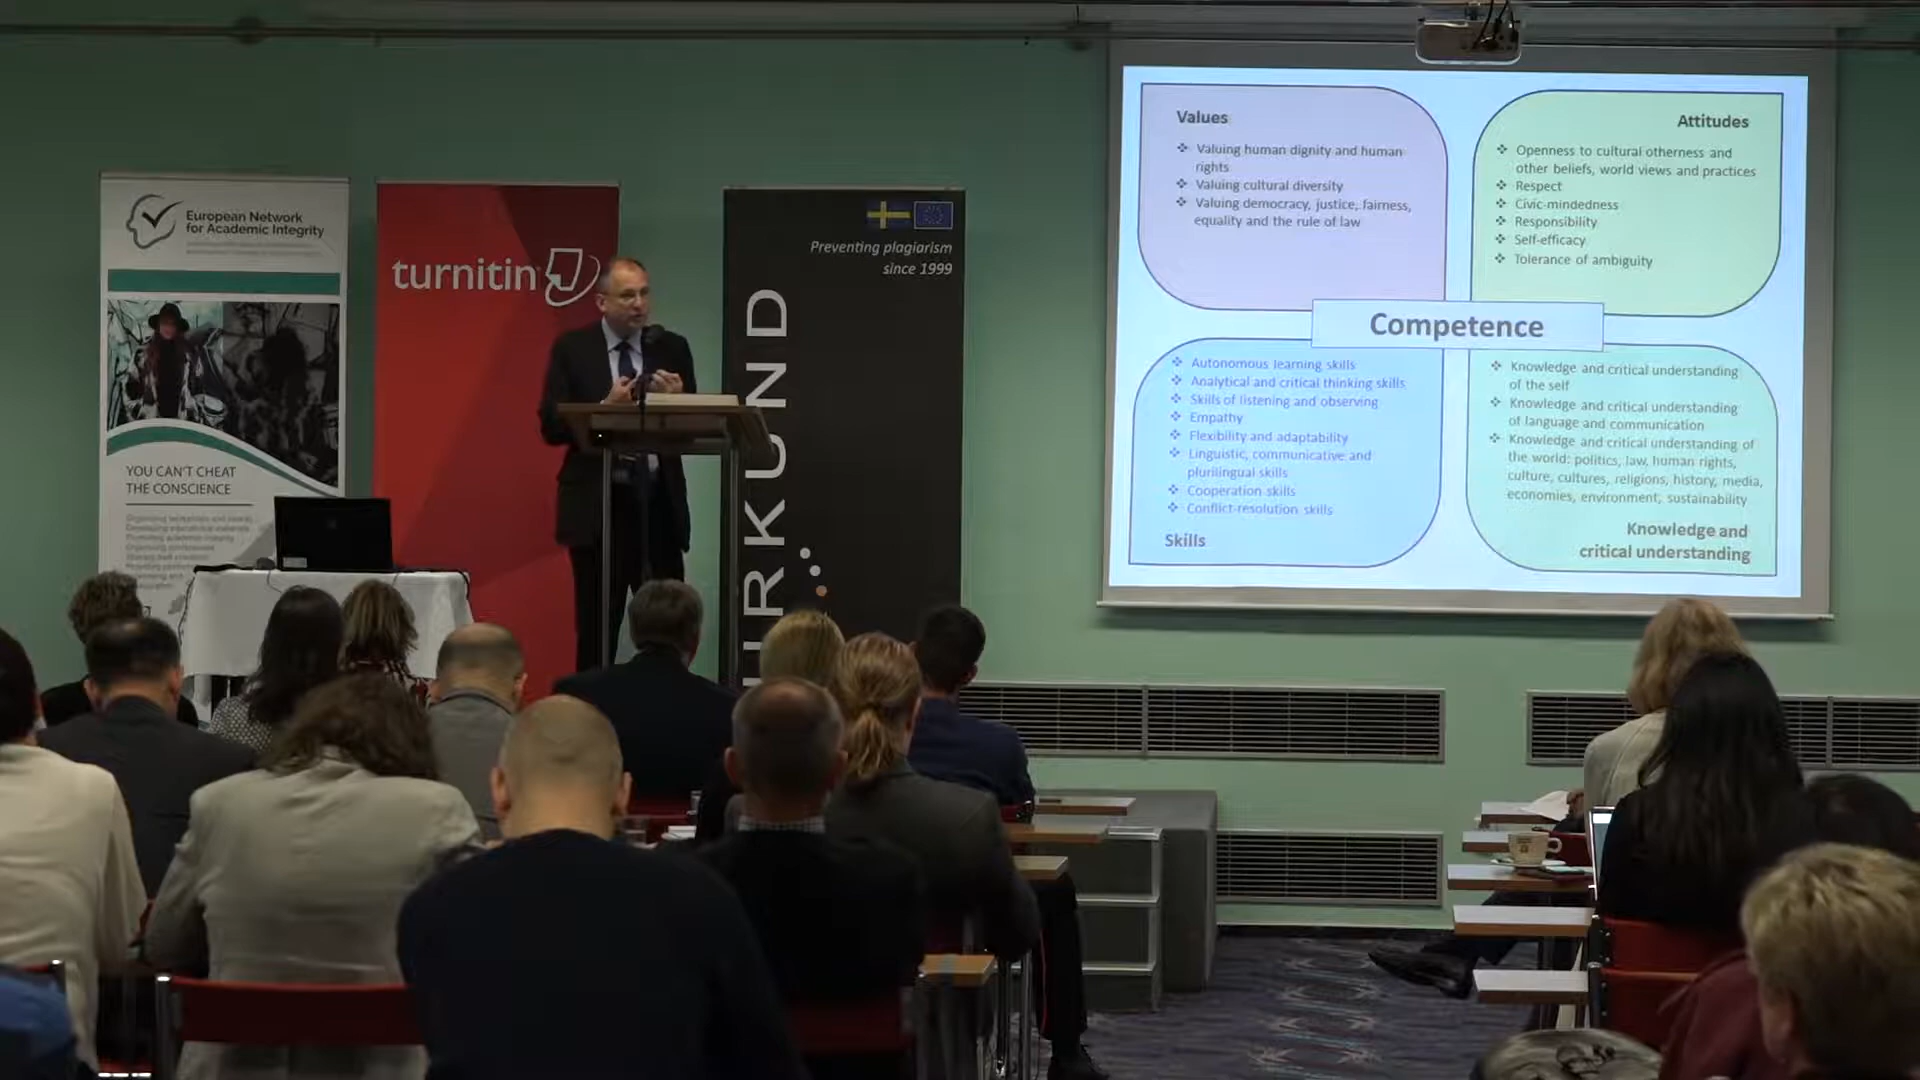 European Network
for Academic Integrity
YOU CAN'T CHEAT
THE CONSCIENCE
turnitin
Preventing plagiarism
since 1999
URKUND
Values
❖ Valuing human dignity and human
rights
❖ Valuing cultural diversity
❖ Valuing democracy, justice, fairness,
equality and the rule of law
Attitudes
❖ Openness to cultural otherness and
other beliefs, world views and practices
❖ Respect
❖ Civic-mindedness
❖ Responsibility
❖ Self-efficacy
❖ Tolerance of ambiguity
Competence
❖ Autonomous learning skills
❖ Analytical and critical thinking skills
❖ Skills of listening and observing
❖ Empathy
❖ Flexibility and adaptability
❖ Linguistic, communicative and
plurilingual skills
❖ Cooperation skills
❖ Conflict-resolution skills
Skills
❖ Knowledge and critical understanding
of the self
❖ Knowledge and critical understanding
of language and communication
❖ Knowledge and critical understanding of
the world: politics, law, human rights,
culture, cultures, religions, history, media,
economies, environment, sustainability
Knowledge and
critical understanding